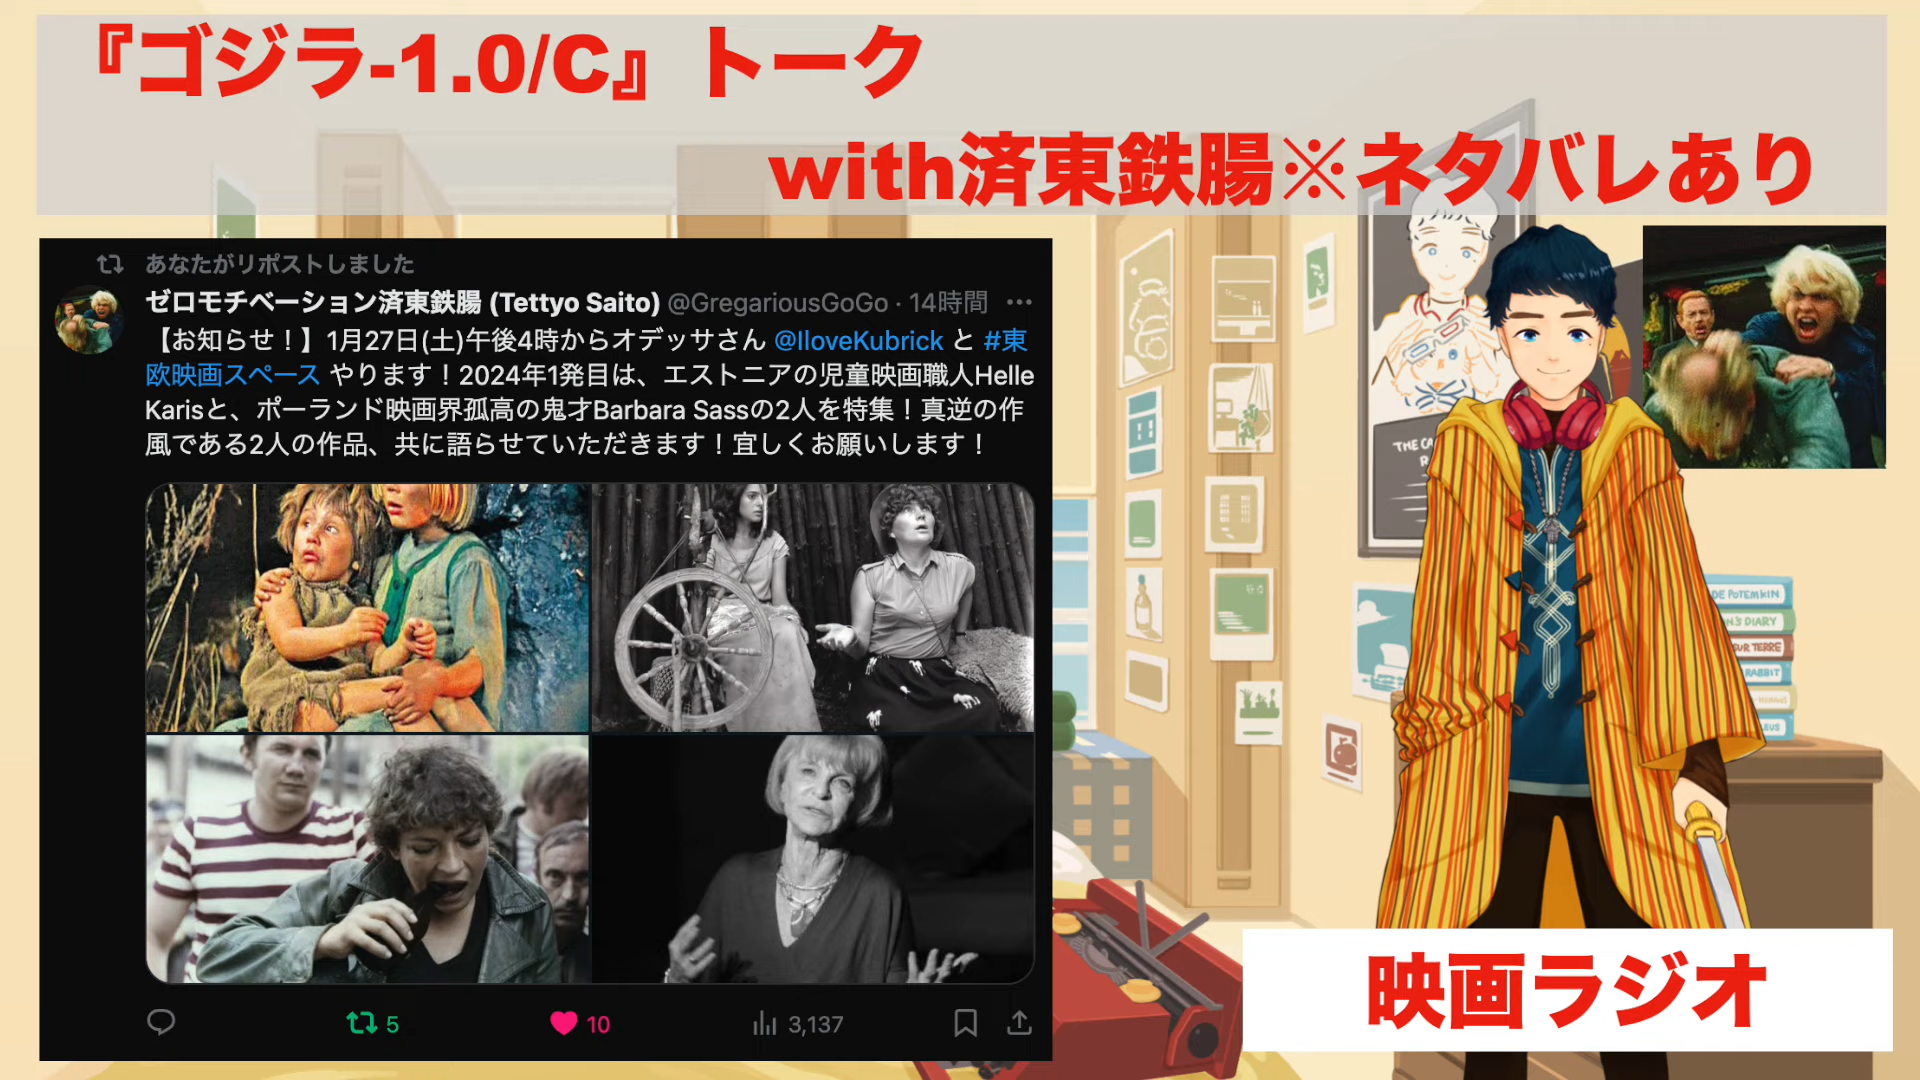 『ゴジラ-1.0/C』トーク
with済東鉄腸※ネタバレあり
あなたがリポストしました
ゼロモチベーション済東鉄腸 (Tettyo Saito) @GregariousGoGo · 14時間
【お知らせ！】1月27日(土)午後4時からオデッサさん @IloveKubrick と #東
欧映画スペース やります！2024年1発目は、エストニアの児童映画職人Helle
Karisと、ポーランド映画界孤高の鬼才Barbara Sassの2人を特集！真逆の作
風である2人の作品、共に語らせていただきます！宜しくお願いします！
5
10
3,137
"THE CA
R
DE POTEMKIN
N'S DIARY
SUR TERRE
RABBIT
映画ラジオ